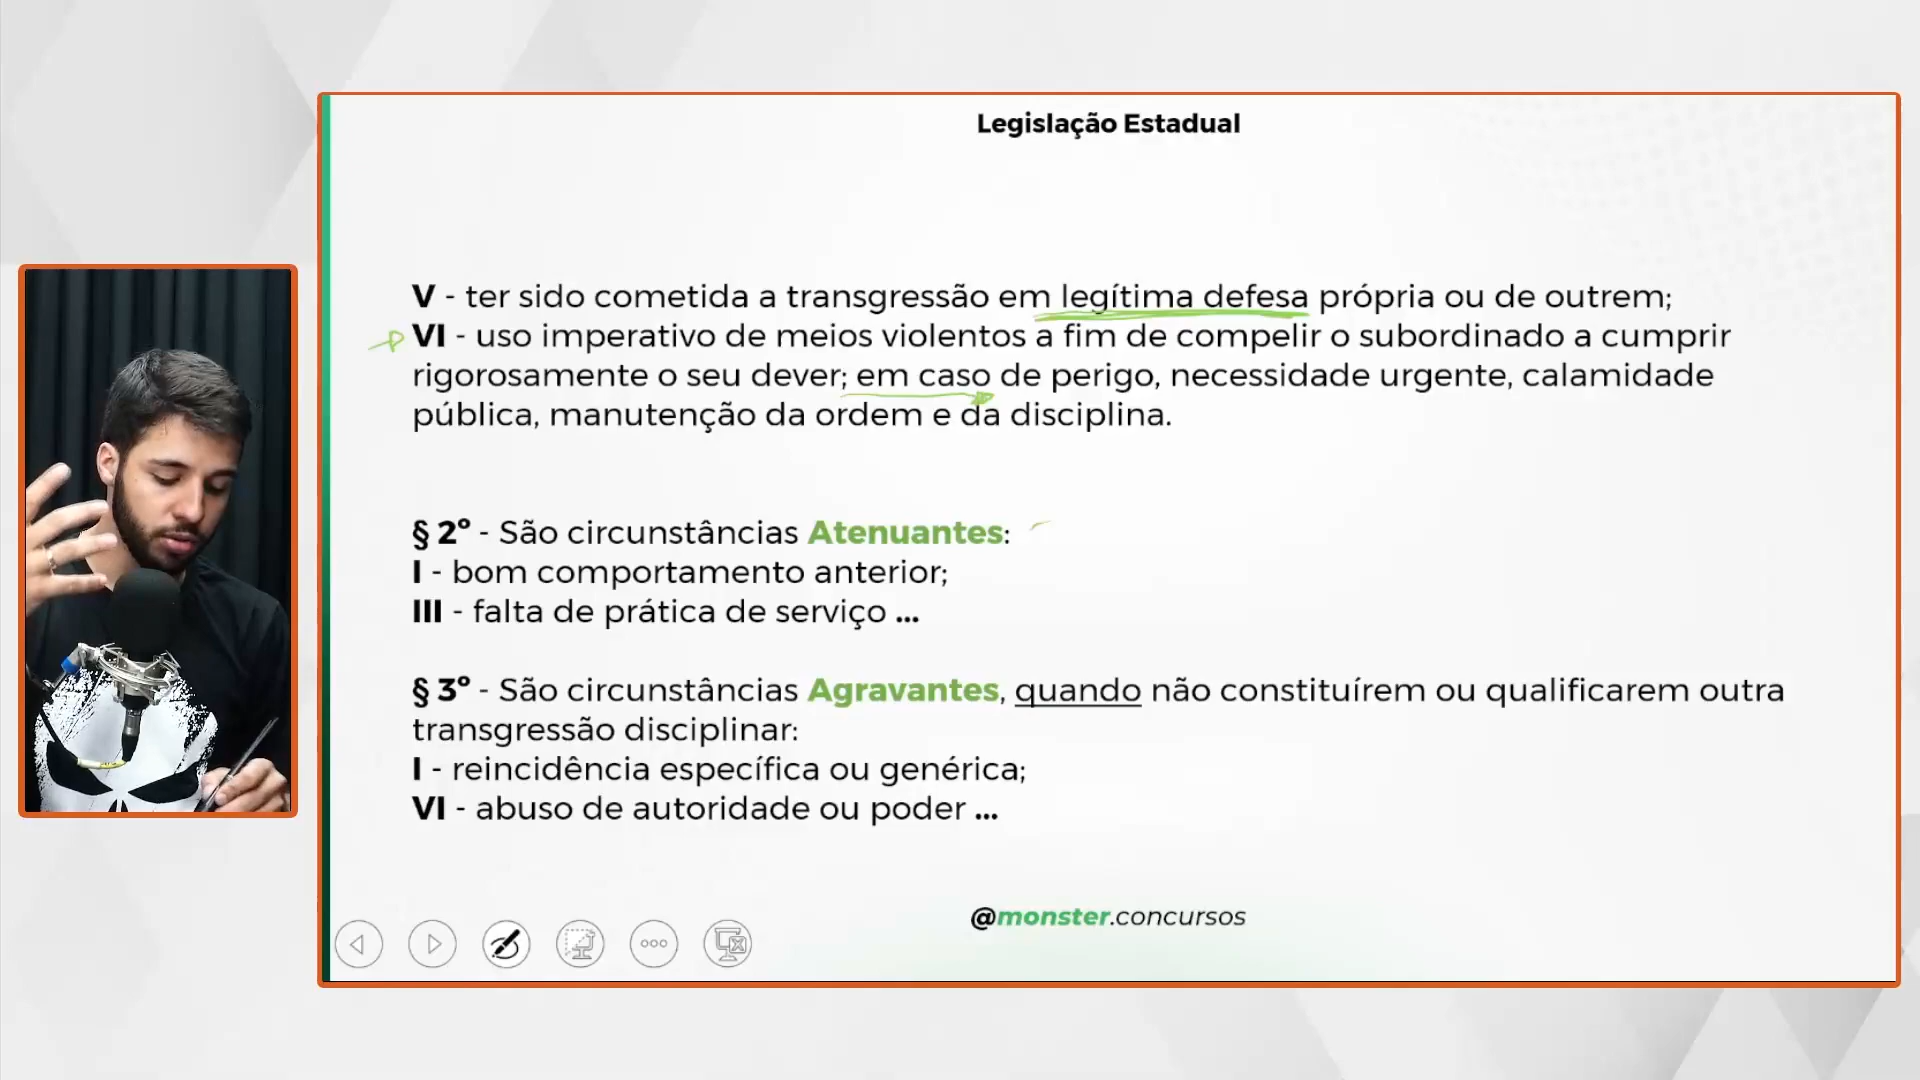 Legislação Estadual
V - ter sido cometida a transgressão em legítima defesa própria ou de outrem;
VI - uso imperativo de meios violentos a fim de compelir o subordinado a cumprir
rigorosamente o seu dever; em caso de perigo, necessidade urgente, calamidade
pública, manutenção da ordem e da disciplina.
§ 2º - São circunstâncias Atenuantes:
I - bom comportamento anterior;
III - falta de prática de serviço ...
§ 3º - São circunstâncias Agravantes, quando não constituírem ou qualificarem outra
transgressão disciplinar:
I - reincidência específica ou genérica;
VI - abuso de autoridade ou poder ...
@monster.concursos